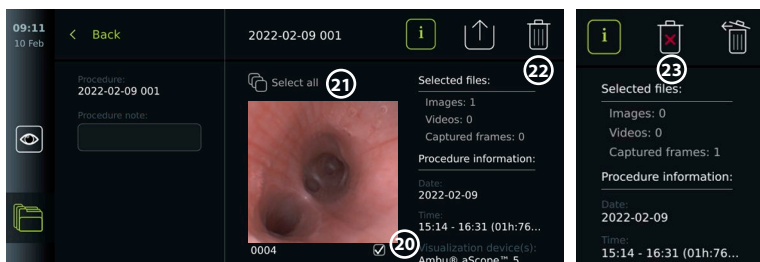 09:11
10 Feb
Back
Procedure:
2022-02-09 001
Procedure note:
2022-02-09 001
i
22
Select all
21
0004
20
Selected files:
Images: 1
Videos: 0
Captured frames: 0
Procedure information:
Date:
2022-02-09
Time:
15:14 - 16:31 (01h:76...
Visualization device(s):
Ambu® aScope™ 5
i
23
Selected files:
Images: 0
Videos: 0
Captured frames: 1
Procedure information:
Date:
2022-02-09
Time:
15:14 - 16:31 (01h:76...